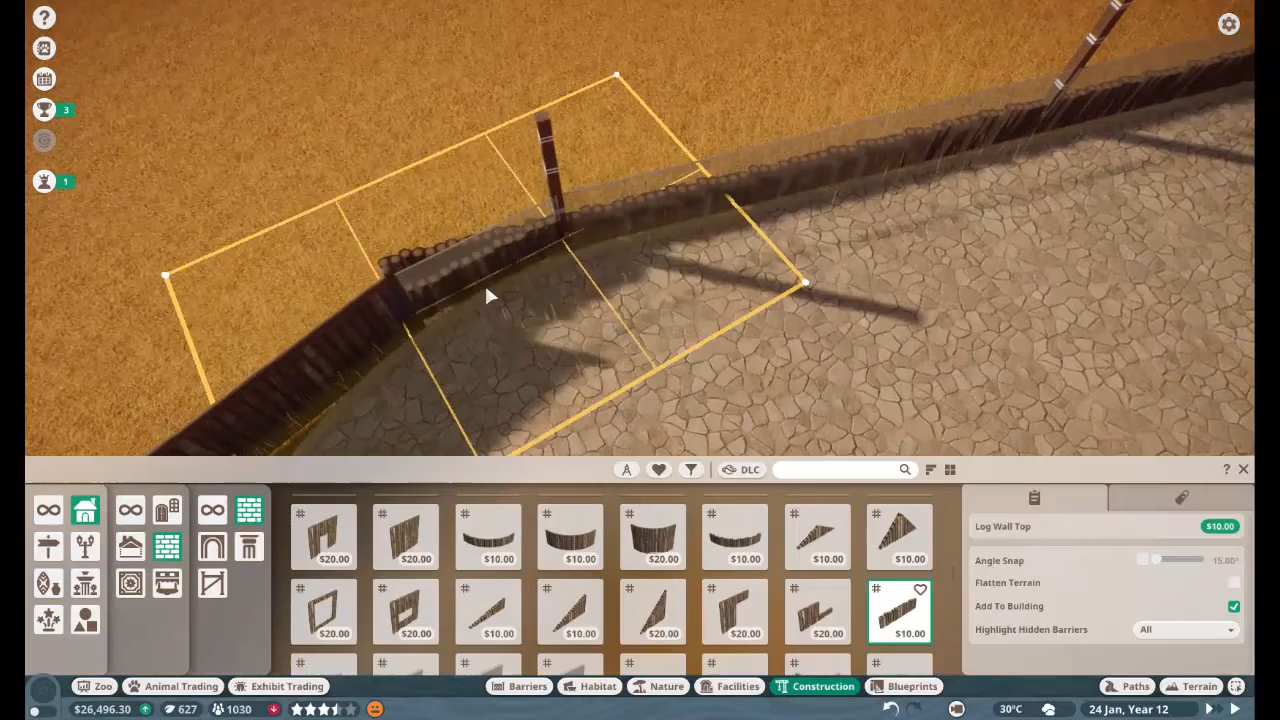 ?
3
1
DLC
?
$20.00 $20.00 $10.00 $10.00 $20.00 $10.00 $10.00 $10.00
$20.00 $20.00 $10.00 $10.00 $20.00 $20.00 $20.00 $10.00
Log Wall Top $10.00
Angle Snap 15.00°
Flatten Terrain
Add To Building
Highlight Hidden Barriers All
Zoo Animal Trading Exhibit Trading Barriers Habitat Nature Facilities Construction Blueprints Paths Terrain
$26,496.30 627 1030 30°C 24 Jan, Year 12